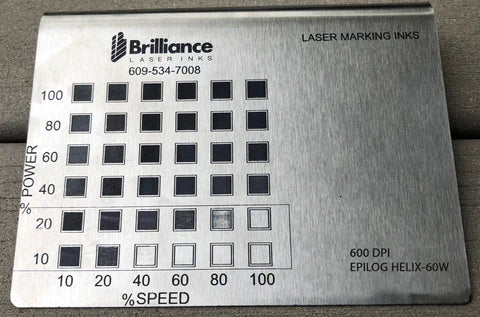 Brilliance
LASER INKS
609-534-7008
LASER MARKING INKS
100
80
60
40
20
10
% POWER
10 20 40 60 80 100
%SPEED
600 DPI
EPILOG HELIX-60W